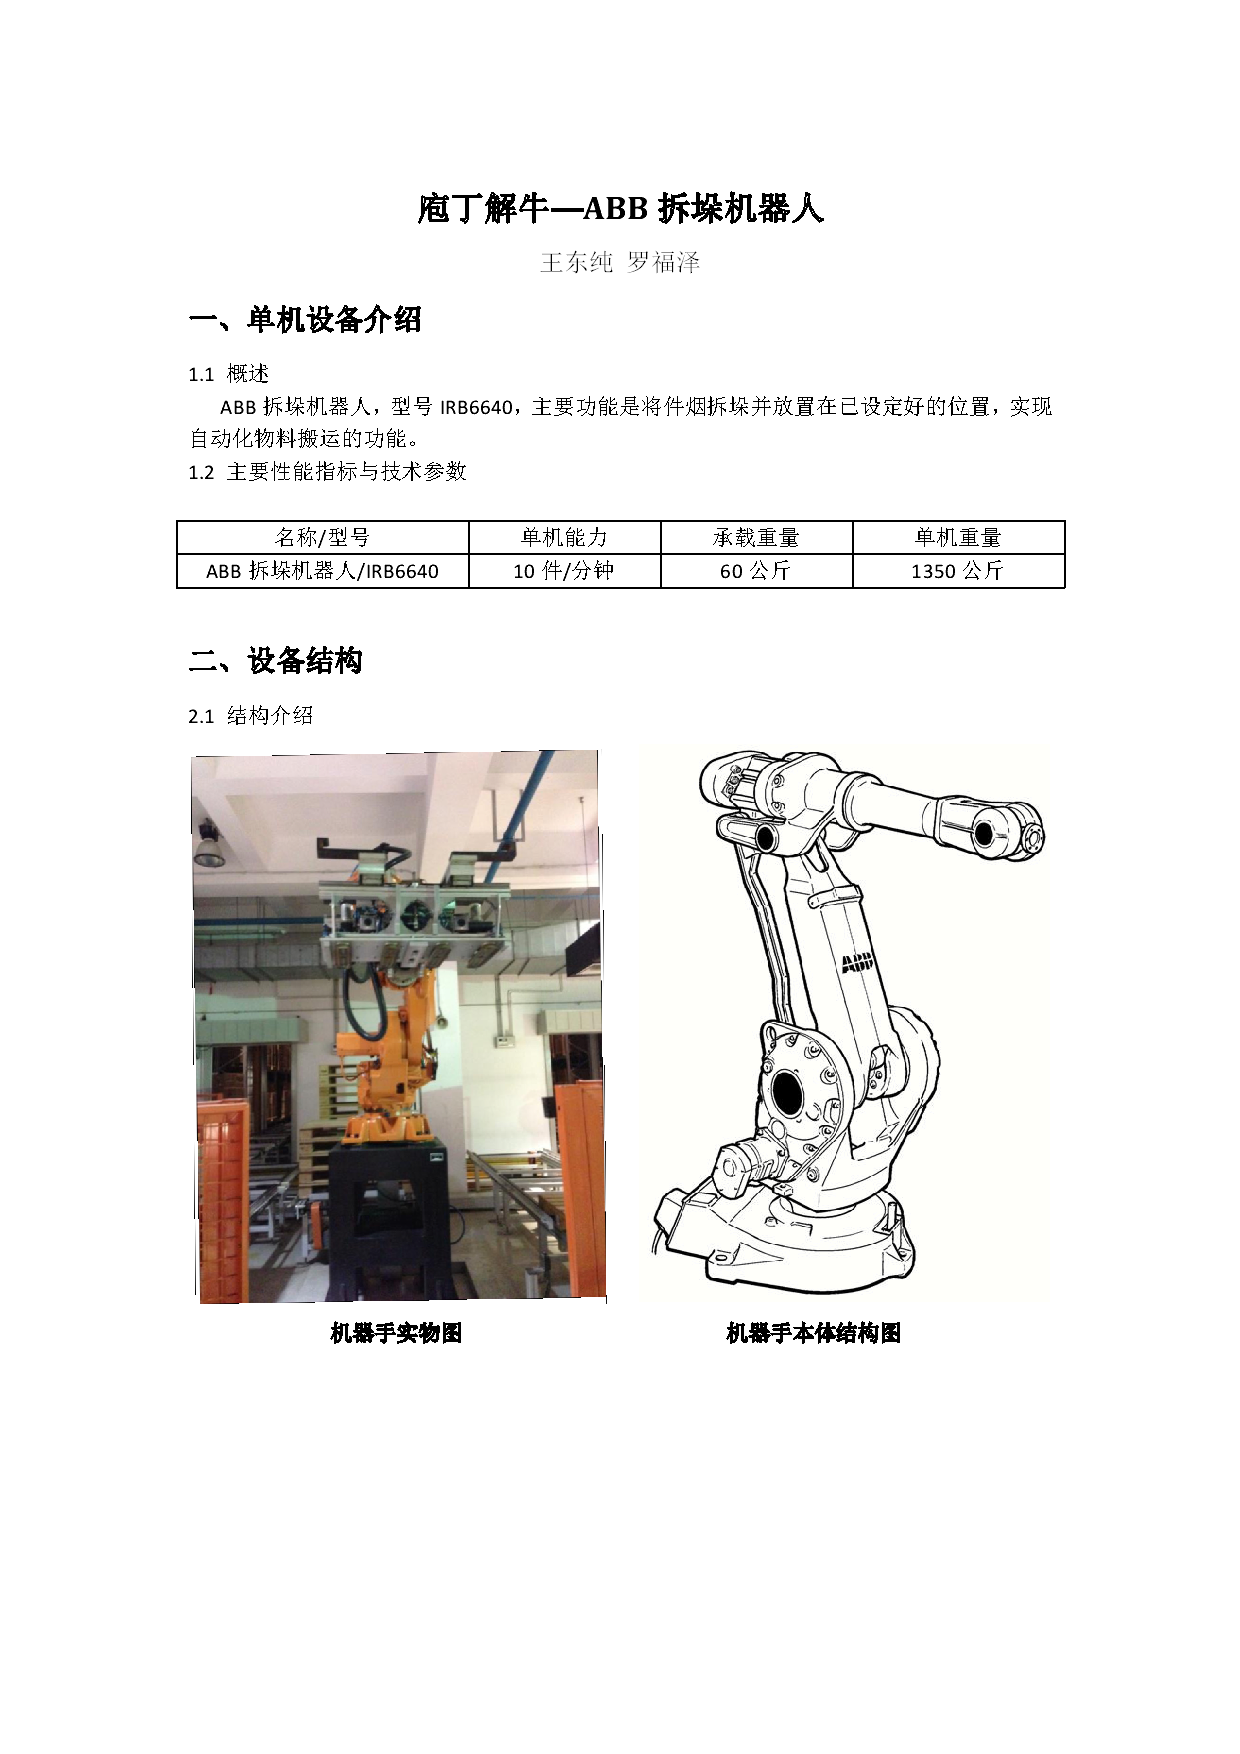 庖丁解牛—ABB 拆垛机器人
王东纯 罗福泽
一、单机设备介绍
1.1 概述
ABB 拆垛机器人，型号 IRB6640，主要功能是将件烟拆垛并放置在已设定好的位置，实现
自动化物料搬运的功能。
1.2 主要性能指标与技术参数
名称/型号 单机能力 承载重量 单机重量
ABB 拆垛机器人/IRB6640 10 件/分钟 60 公斤 1350 公斤
二、设备结构
2.1 结构介绍
ABB
机器手实物图 机器手本体结构图